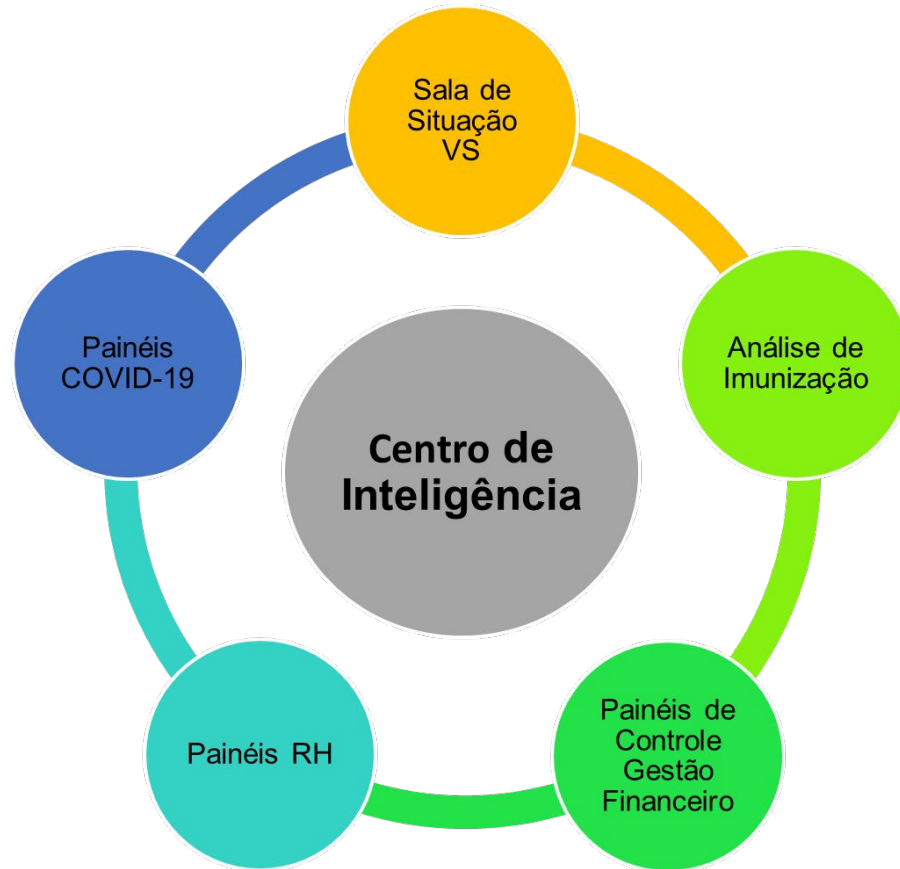 Sala de
Situação
VS
Painéis
COVID-19
Análise de
Imunização
Centro de
Inteligência
Painéis RH
Painéis de
Controle
Gestão
Financeiro